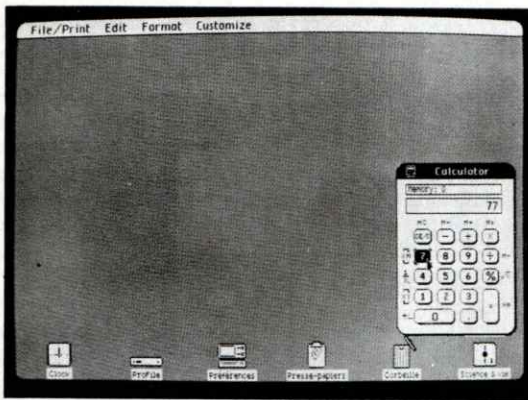 File/Print Edit Format Customize
Calculator
Memory: 0
77
7 8 9 +
4 5 6 %
1 2 3
0 .
Clock Profile Préférences Presse-papiers Corbeille